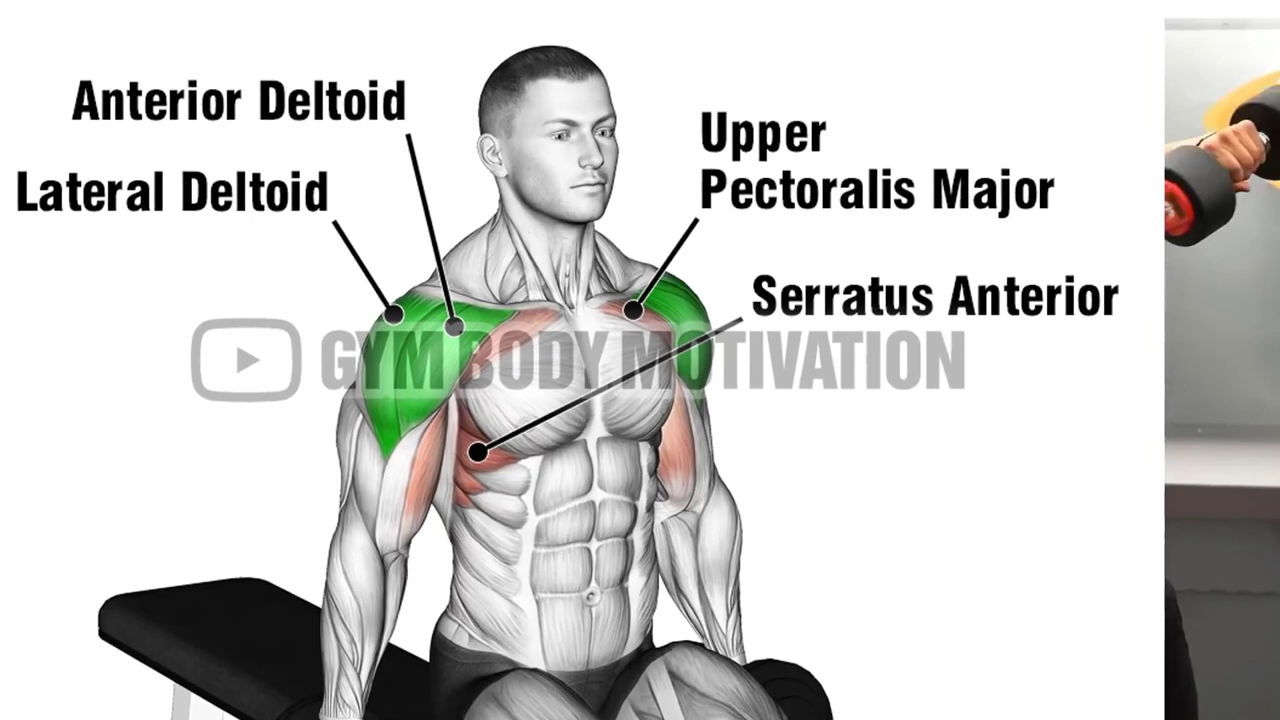 Anterior Deltoid
Lateral Deltoid
Upper
Pectoralis Major
Serratus Anterior
GYM BODY MOTIVATION